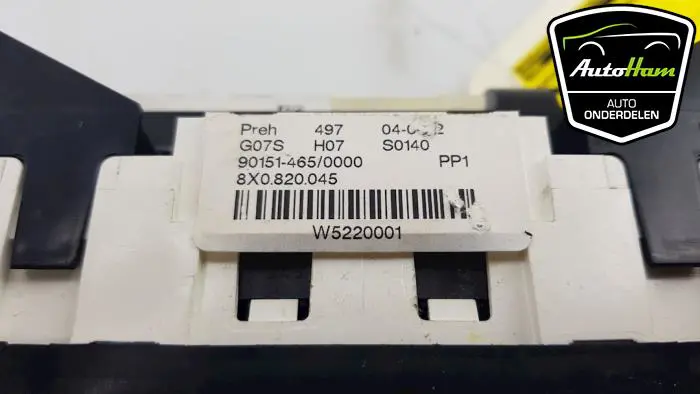 AutoHam
AUTO
ONDERDELEN
Preh 497
G07S H07 S0140
90151-465/0000 PP1
8X0.820.045
W5220001